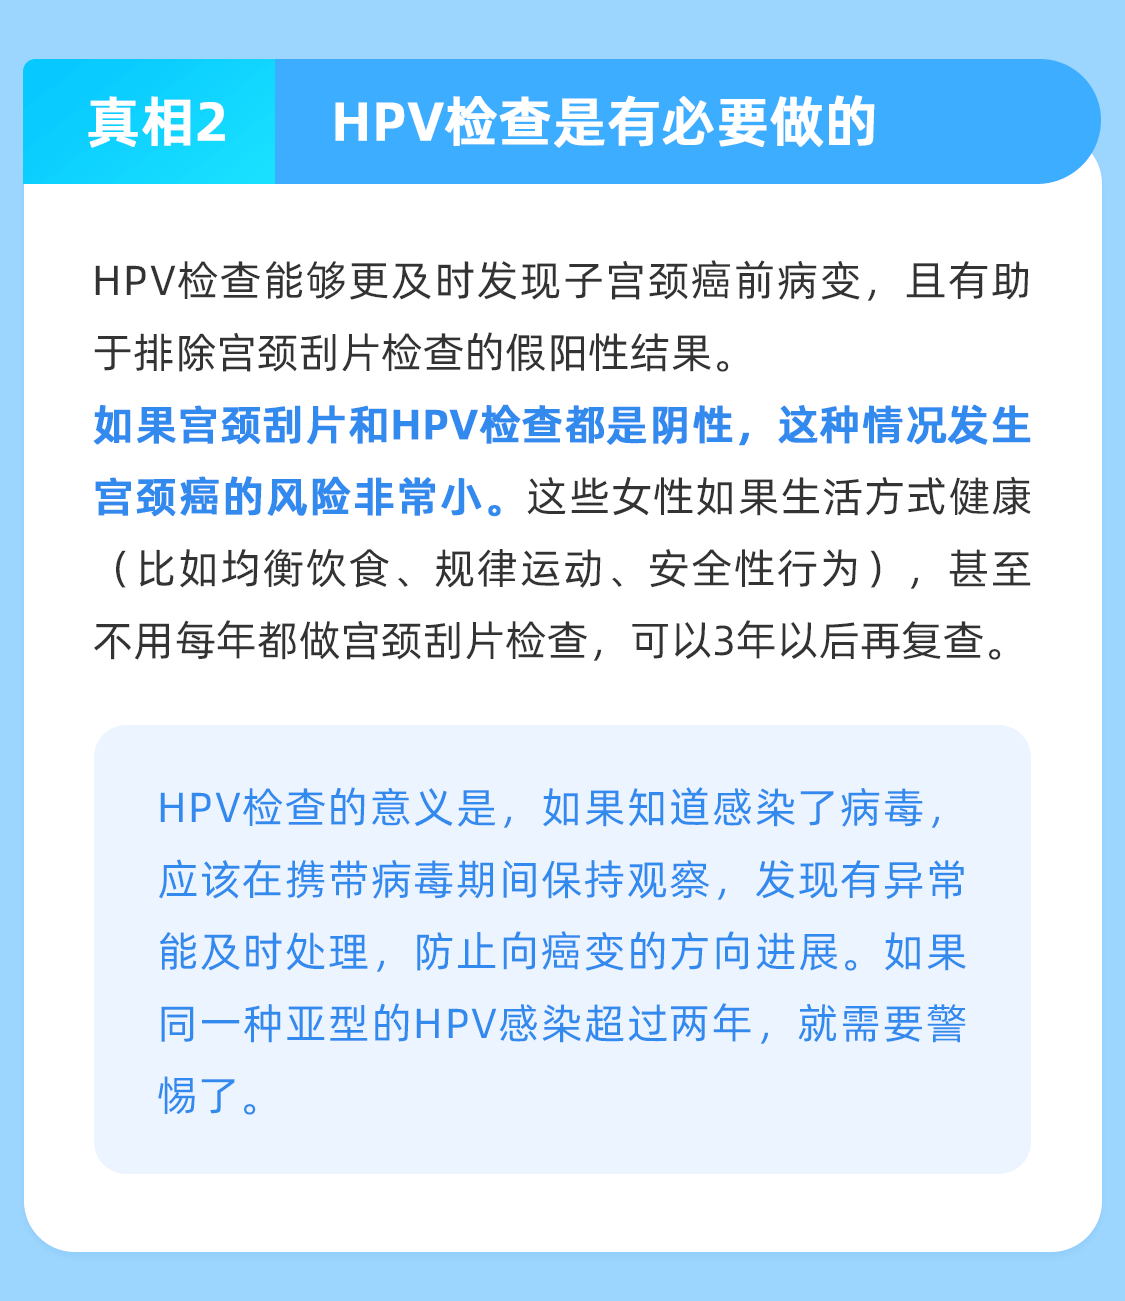 真相2 HPV检查是有必要做的
HPV检查能够更及时发现子宫颈癌前病变，且有助
于排除宫颈刮片检查的假阳性结果。
如果宫颈刮片和HPV检查都是阴性，这种情况发生
宫颈癌的风险非常小。这些女性如果生活方式健康
（比如均衡饮食、规律运动、安全性行为），甚至
不用每年都做宫颈刮片检查，可以3年以后再复查。
HPV检查的意义是，如果知道感染了病毒，
应该在携带病毒期间保持观察，发现有异常
能及时处理，防止向癌变的方向进展。如果
同一种亚型的HPV感染超过两年，就需要警
惕了。